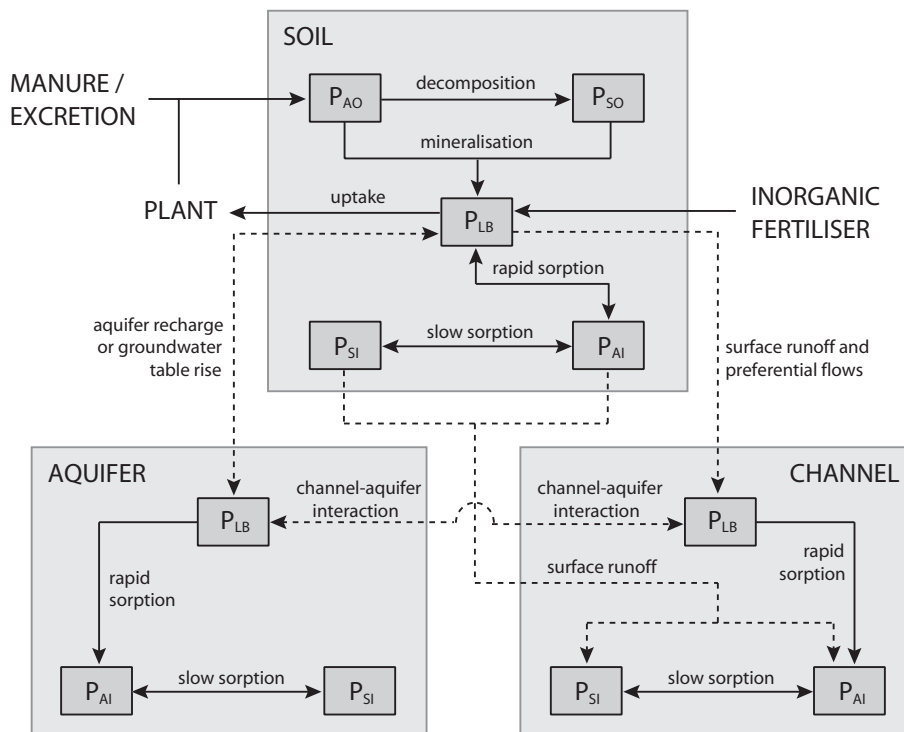 SOIL
MANURE /
EXCRETION
P_AO
decomposition
P_SO
mineralisation
PLANT
uptake
P_LB
INORGANIC
FERTILISER
rapid sorption
aquifer recharge
or groundwater
table rise
P_SI
slow sorption
P_AI
surface runoff and
preferential flows
AQUIFER
channel-aquifer
interaction
P_LB
rapid
sorption
P_AI
slow sorption
P_SI
CHANNEL
channel-aquifer
interaction
P_LB
rapid
sorption
surface runoff
P_SI
slow sorption
P_AI